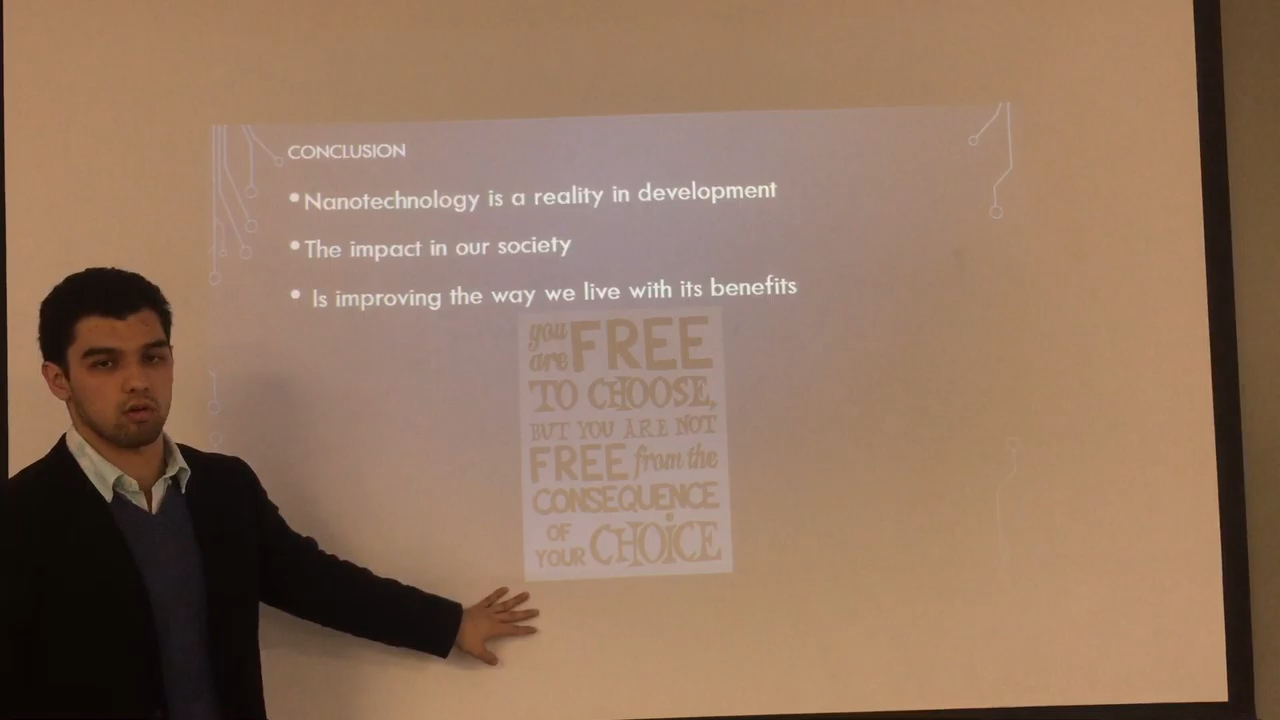 CONCLUSION
•Nanotechnology is a reality in development
•The impact in our society
• Is improving the way we live with its benefits
you
are FREE
TO CHOOSE,
BUT YOU ARE NOT
FREE from the
CONSEQUENCE
OF
YOUR CHOiCE